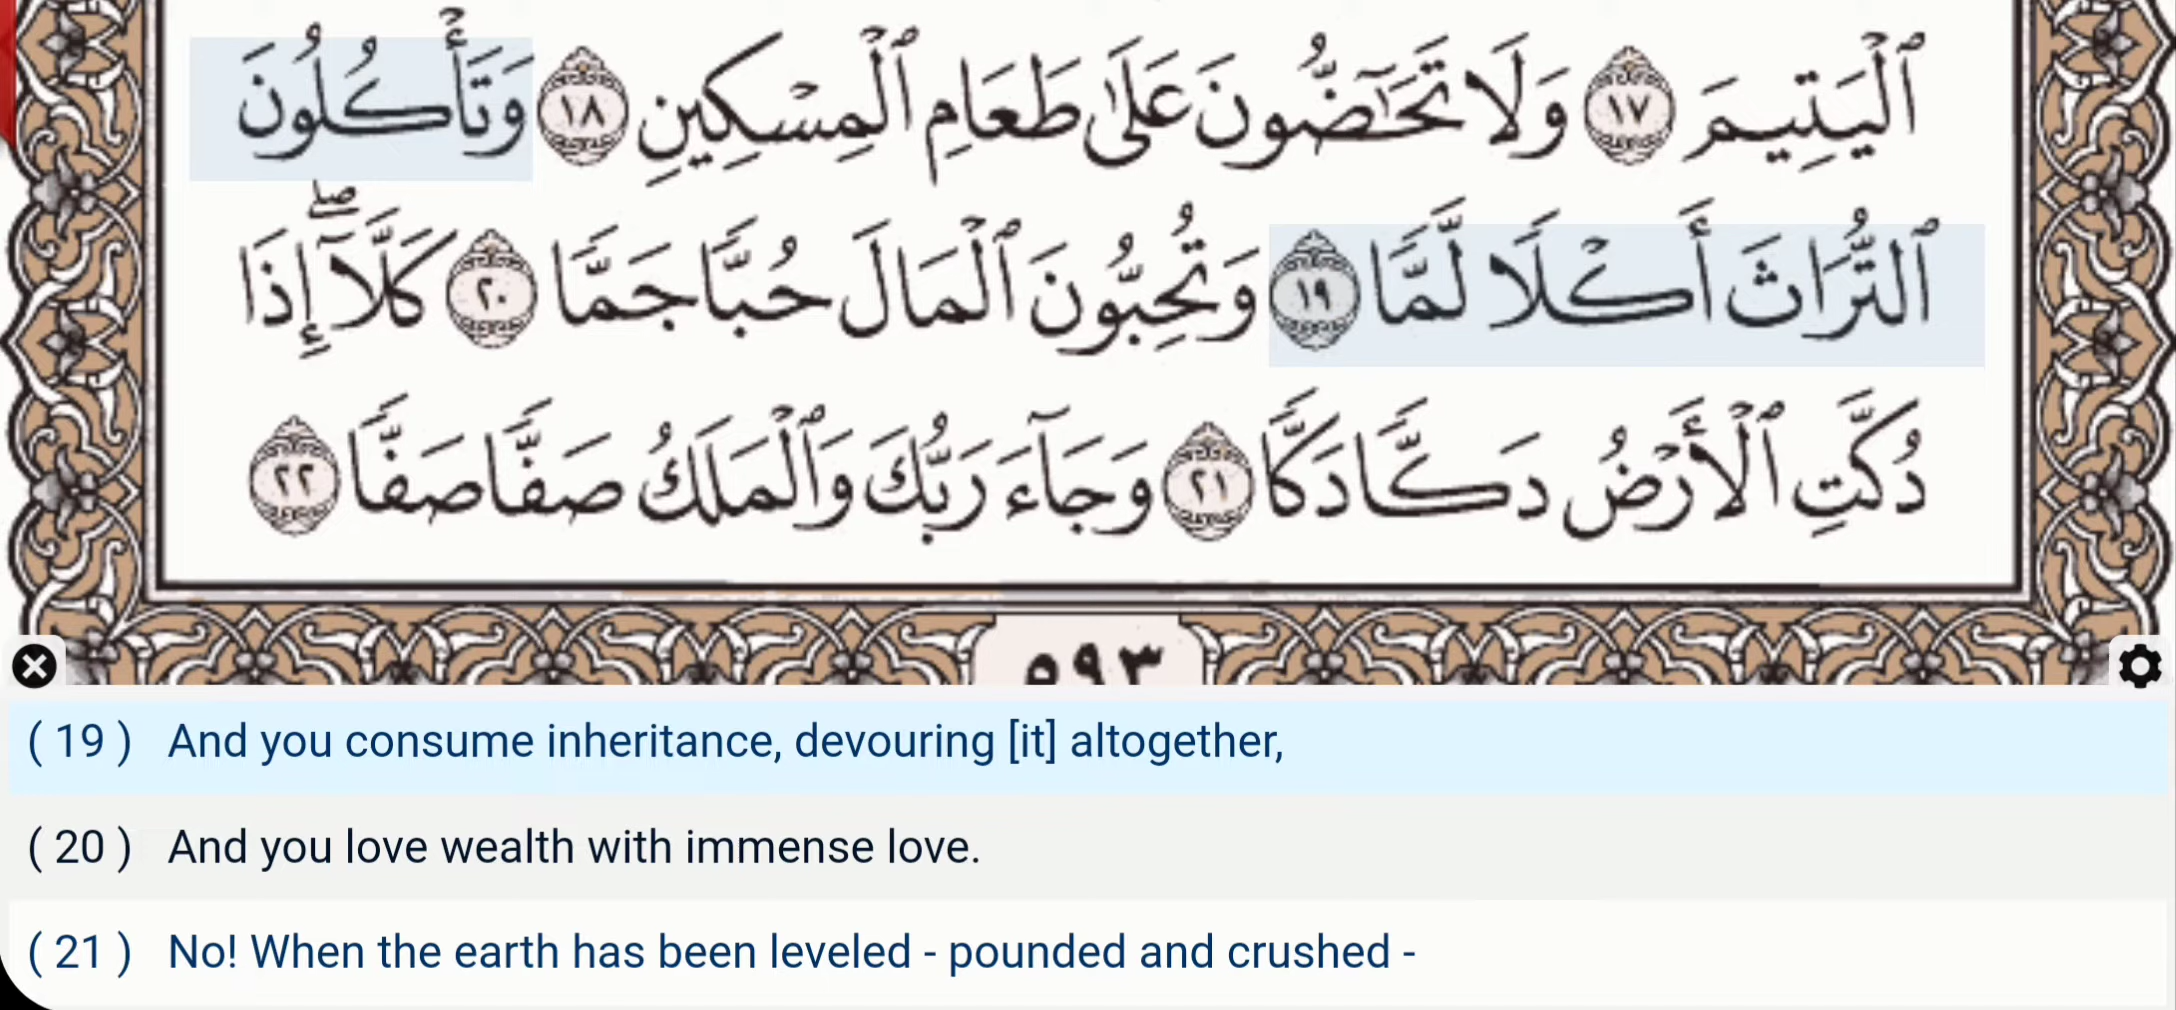 ٱلْيَتِيمَ ١٧ وَلَا تَحَـٰٓضُّونَ عَلَىٰ طَعَامِ ٱلْمِسْكِينِ ١٨ وَتَأْكُلُونَ
ٱلتُّرَاثَ أَكْلًا لَّمًّا ١٩ وَتُحِبُّونَ ٱلْمَالَ حُبًّا جَمًّا ٢٠ كَلَّآ ۖ إِذَا
دُكَّتِ ٱلْأَرْضُ دَكًّا دَكًّا ٢١ وَجَآءَ رَبُّكَ وَٱلْمَلَكُ صَفًّا صَفًّا ٢٢
٥٩٣
( 19 ) And you consume inheritance, devouring [it] altogether,
( 20 ) And you love wealth with immense love.
( 21 ) No! When the earth has been leveled - pounded and crushed -